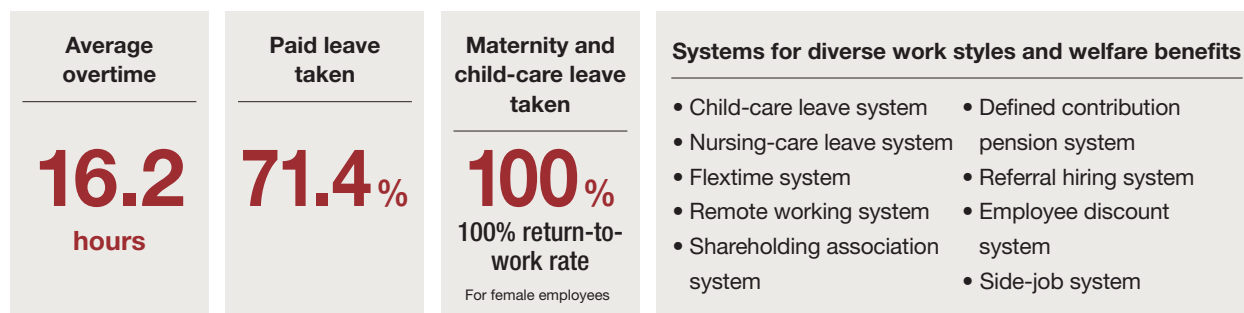 Average
overtime
16.2
hours
Paid leave
taken
71.4 %
Maternity and
child-care leave
taken
100 %
100% return-to-
work rate
For female employees
Systems for diverse work styles and welfare benefits
• Child-care leave system
• Nursing-care leave system
• Flextime system
• Remote working system
• Shareholding association
system
• Defined contribution
pension system
• Referral hiring system
• Employee discount
system
• Side-job system